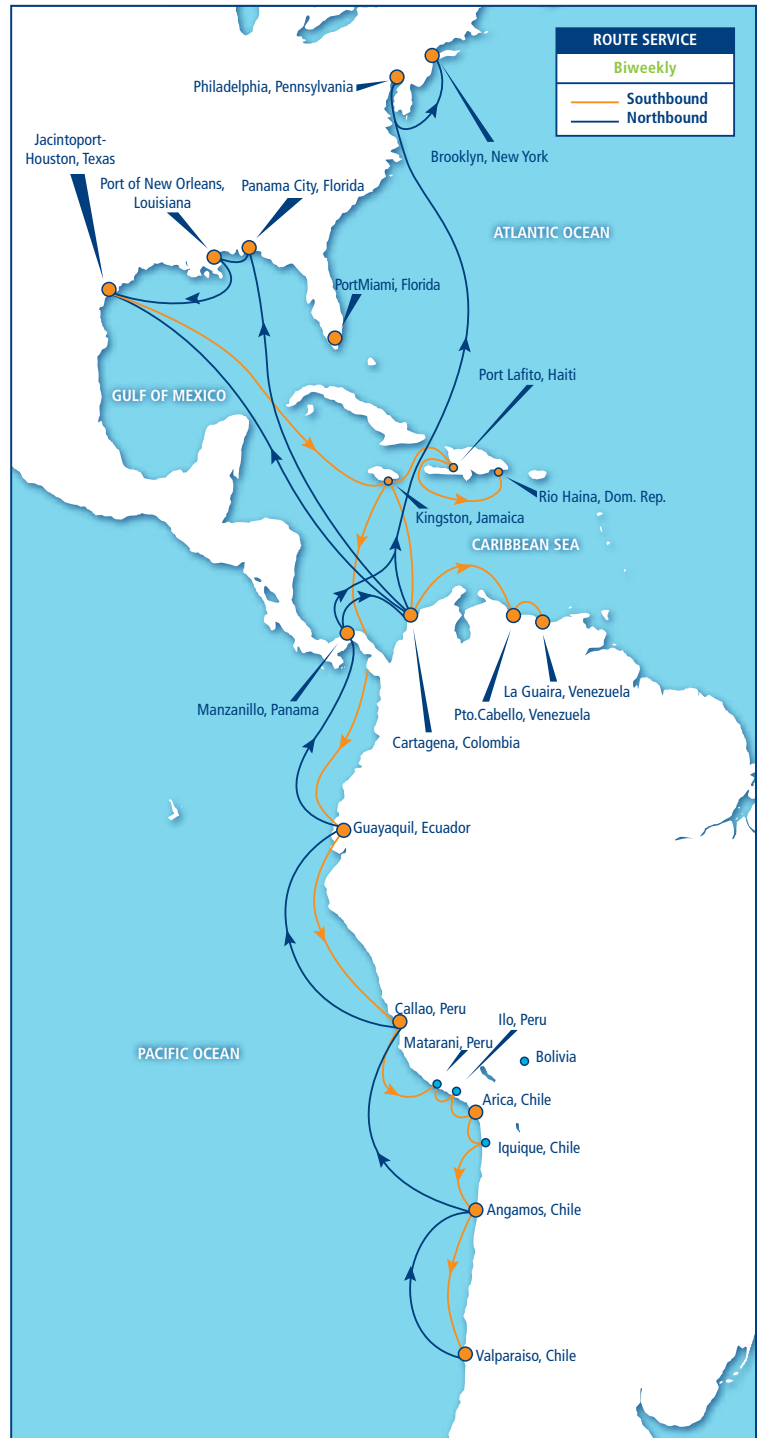 ROUTE SERVICE
Biweekly
Southbound
Northbound
Philadelphia, Pennsylvania
Brooklyn, New York
Jacintoport-
Houston, Texas
Port of New Orleans,
Louisiana
Panama City, Florida
ATLANTIC OCEAN
PortMiami, Florida
GULF OF MEXICO
Port Lafito, Haiti
Rio Haina, Dom. Rep.
Kingston, Jamaica
CARIBBEAN SEA
La Guaira, Venezuela
Manzanillo, Panama
Pto.Cabello, Venezuela
Cartagena, Colombia
Guayaquil, Ecuador
Callao, Peru
Ilo, Peru
Matarani, Peru
PACIFIC OCEAN
Bolivia
Arica, Chile
Iquique, Chile
Angamos, Chile
Valparaiso, Chile